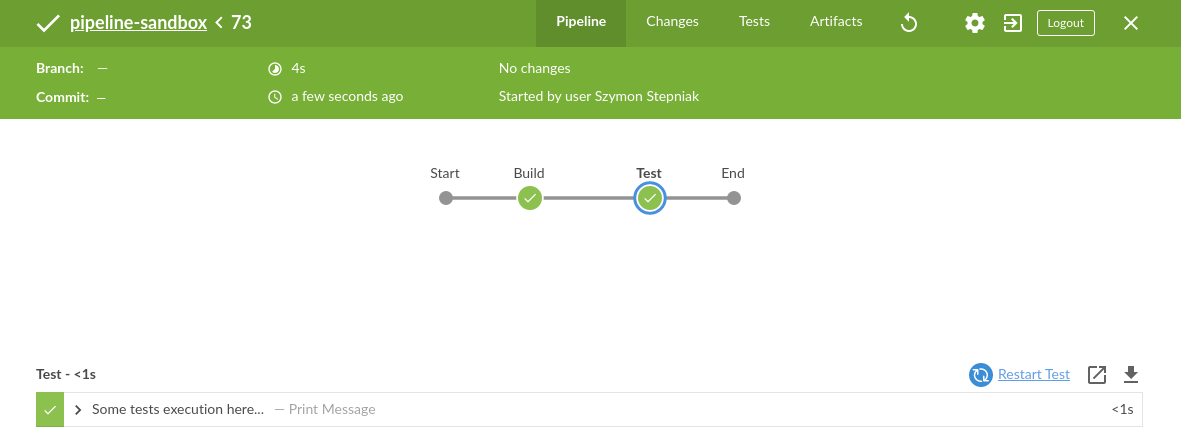 pipeline-sandbox < 73
Pipeline
Changes
Tests
Artifacts
Logout
Branch: —
4s
No changes
Commit: —
a few seconds ago
Started by user Szymon Stepniak
Start
Build
Test
End
Test - <1s
Restart Test
Some tests execution here... — Print Message
<1s